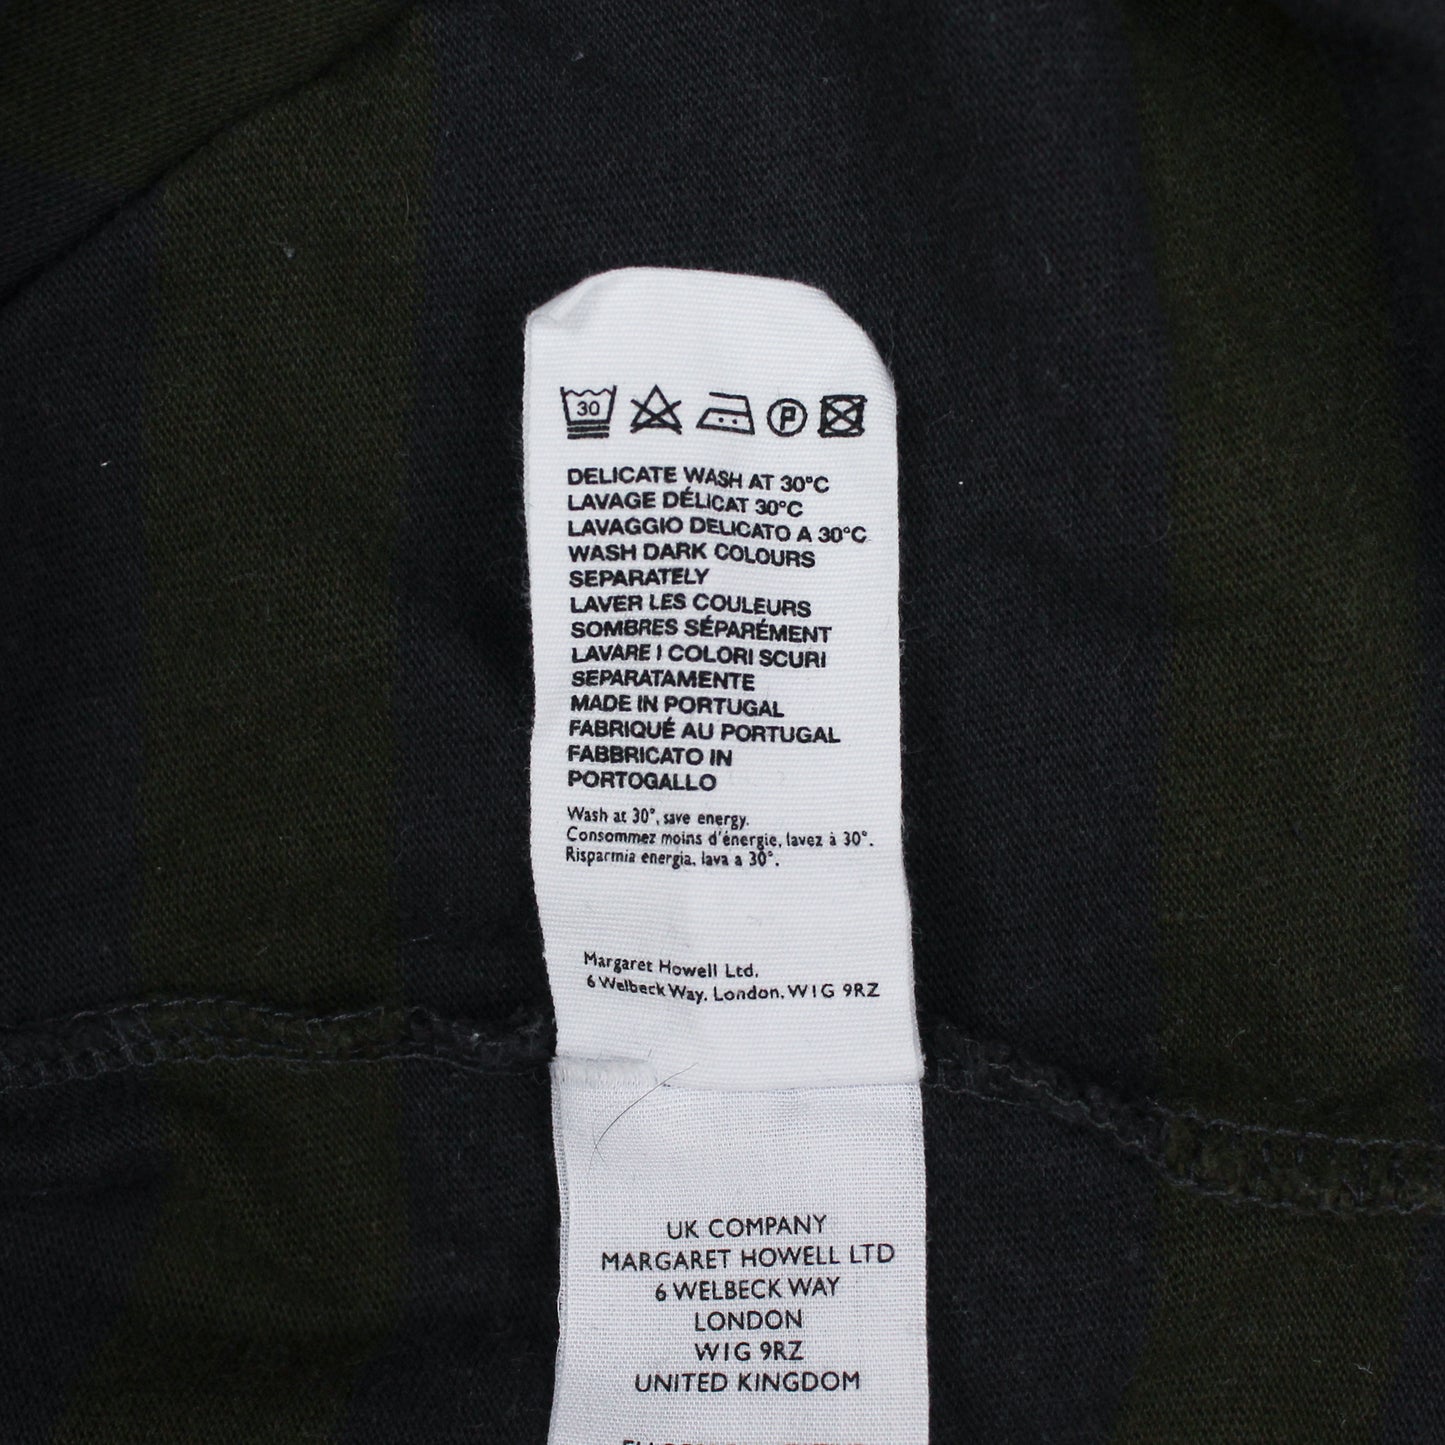 30
P
DELICATE WASH AT 30°C
LAVAGE DÉLICAT 30°C
LAVAGGIO DELICATO A 30°C
WASH DARK COLOURS
SEPARATELY
LAVER LES COULEURS
SOMBRES SÉPARÉMENT
LAVARE I COLORI SCURI
SEPARATAMENTE
MADE IN PORTUGAL
FABRIQUÉ AU PORTUGAL
FABBRICATO IN
PORTOGALLO
Wash at 30°, save energy.
Consommez moins d'énergie, lavez à 30°.
Risparmia energia, lava a 30°.
Margaret Howell Ltd.
6 Welbeck Way, London, W1G 9RZ
UK COMPANY
MARGARET HOWELL LTD
6 WELBECK WAY
LONDON
W1G 9RZ
UNITED KINGDOM